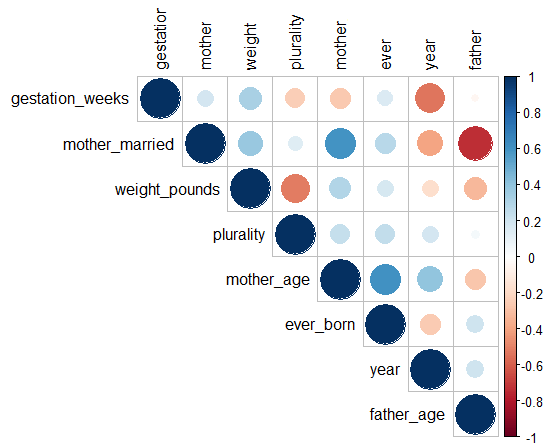 gestation
mother
weight
plurality
mother
ever
year
father
gestation_weeks
mother_married
weight_pounds
plurality
mother_age
ever_born
year
father_age
1
0.8
0.6
0.4
0.2
0
-0.2
-0.4
-0.6
-0.8
-1